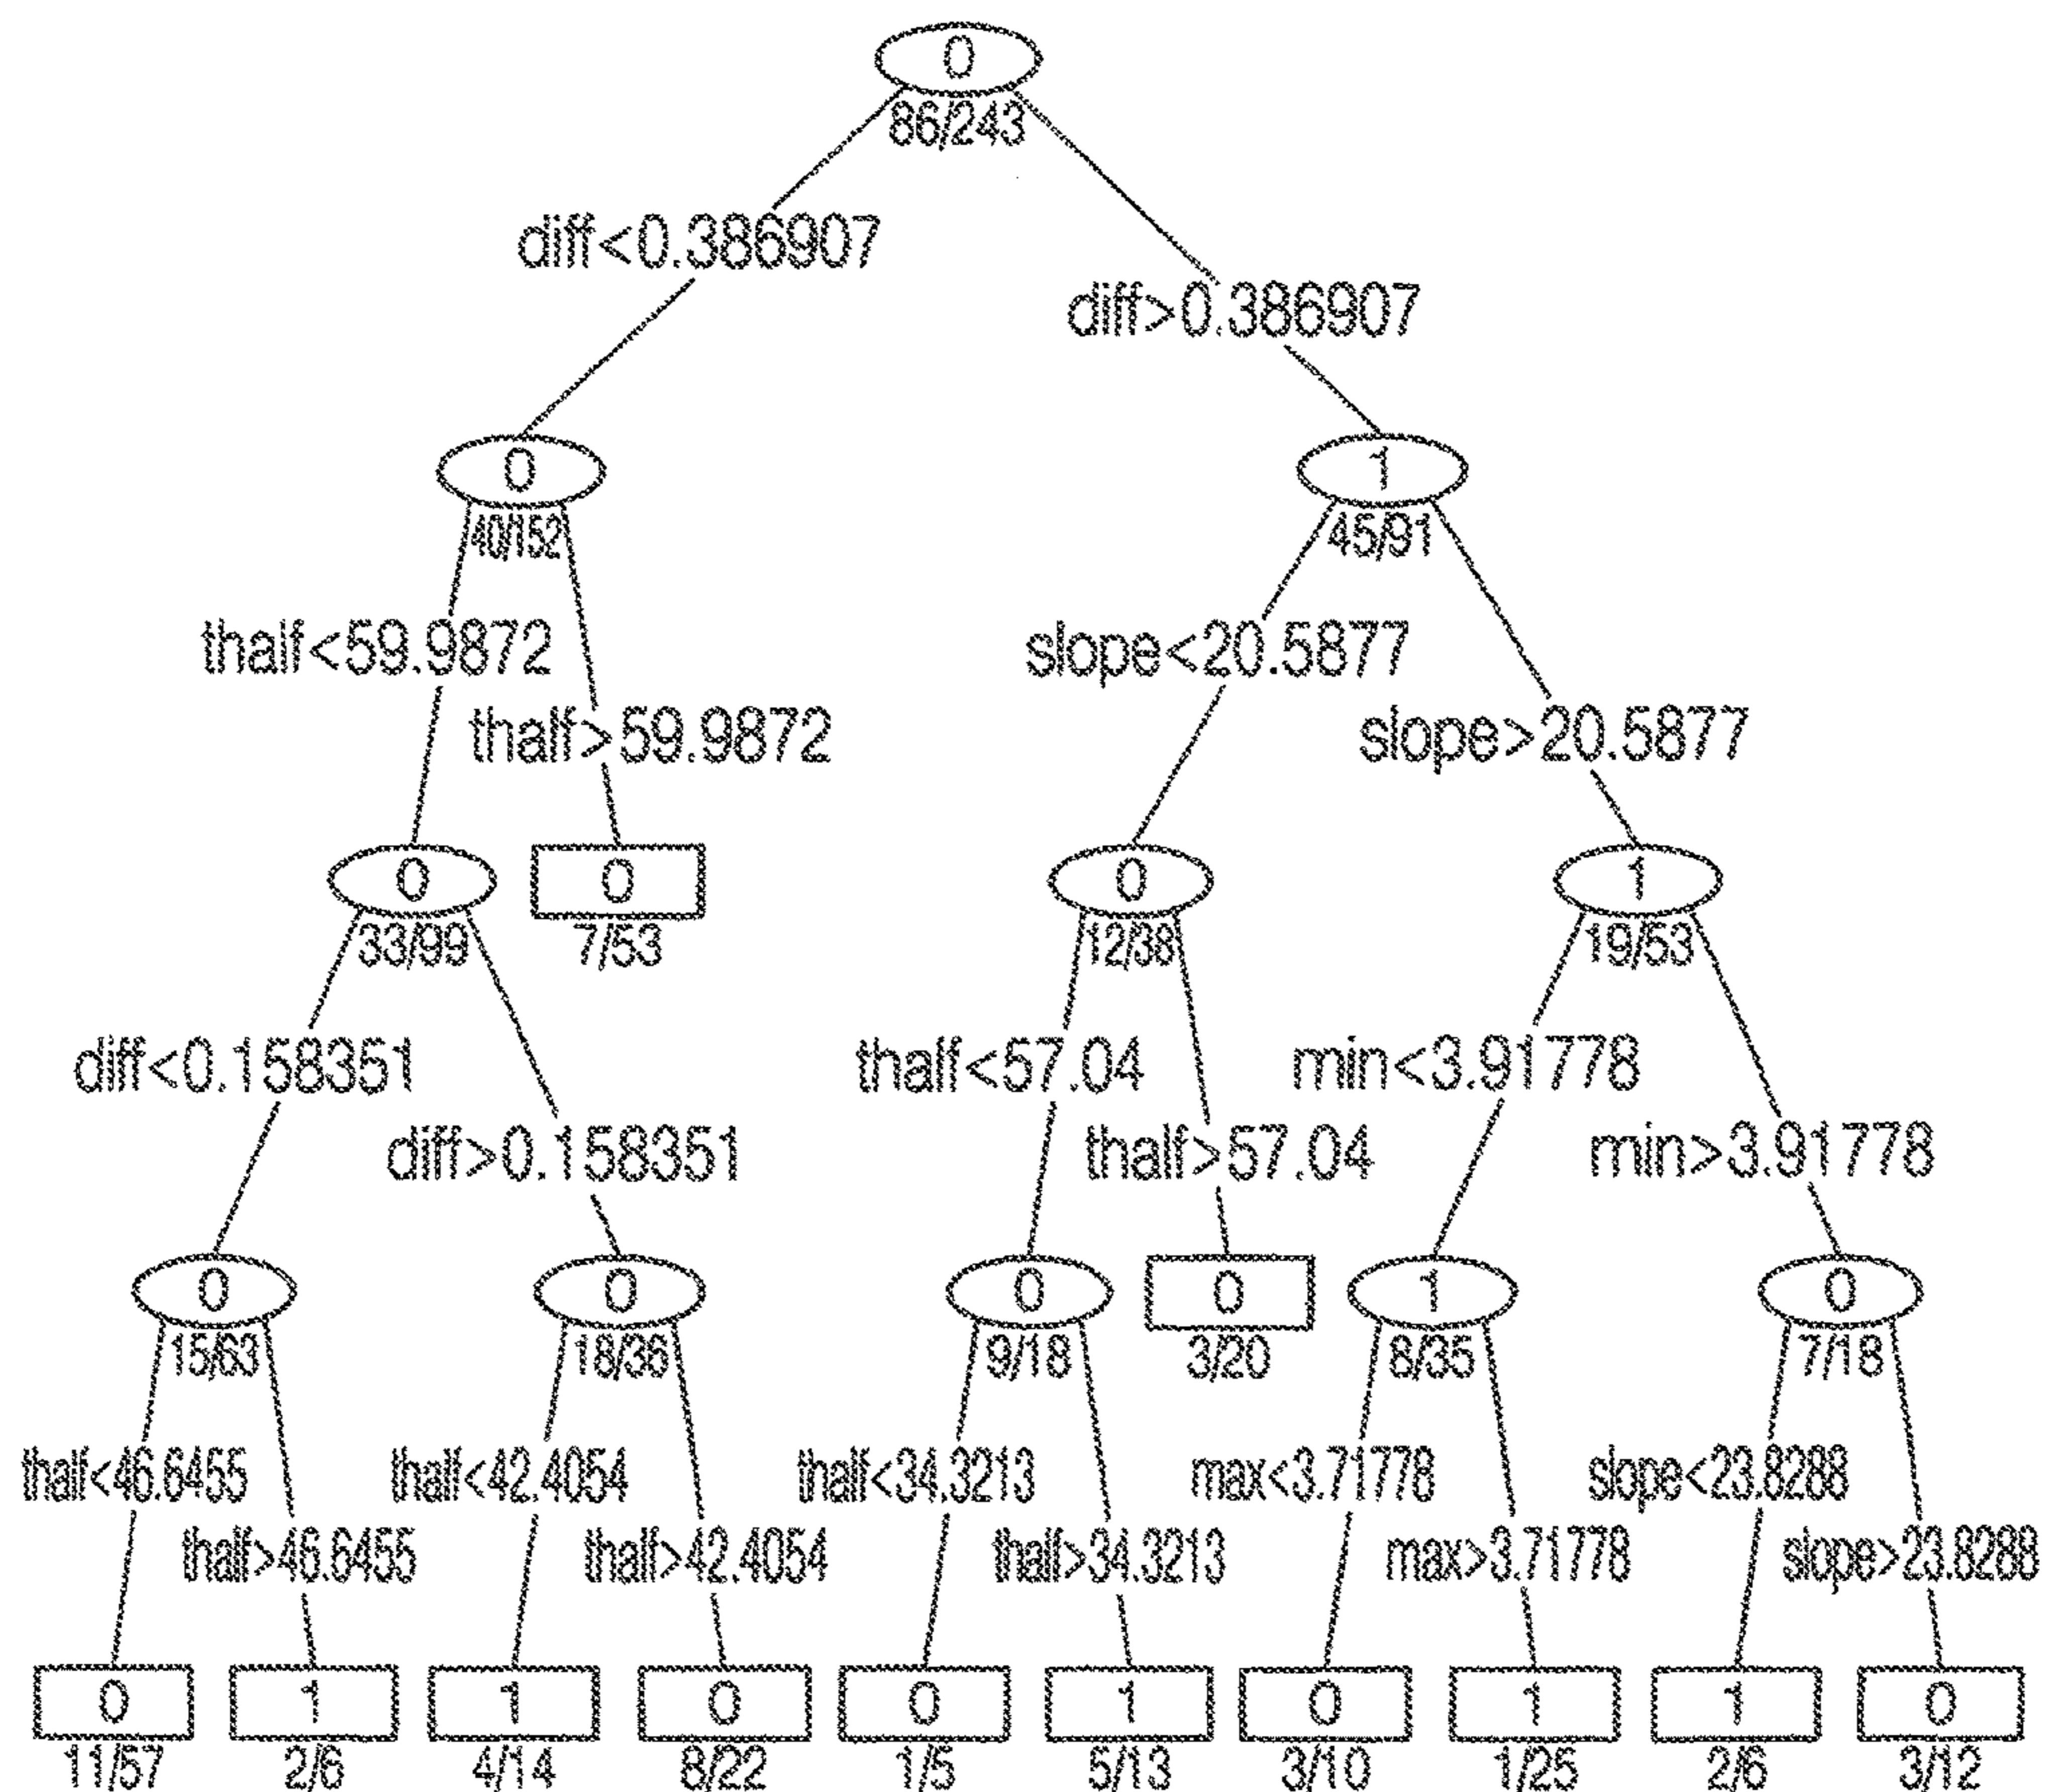 0
86/243
diff<0.386907
diff>0.386907
0
1
40/152
45/91
thalf<59.9872
slope<20.5877
thalf>59.9872
slope>20.5877
0
0
0
1
33/99
7/53
12/38
19/53
diff<0.158351
thalf<57.04
min<3.91778
diff>0.158351
thalf>57.04
min>3.91778
0
0
0
0
1
0
15/63
18/36
9/18
3/20
8/35
7/18
thalf<46.6455
thalf<42.4054
thalf<34.3213
max<3.71778
slope<23.8288
thalf>46.6455
thalf>42.4054
thalf>34.3213
max>3.71778
slope>23.8288
0
1
1
0
0
1
0
1
1
0
11/57
2/6
4/14
8/22
1/5
5/13
3/10
1/25
2/6
3/12